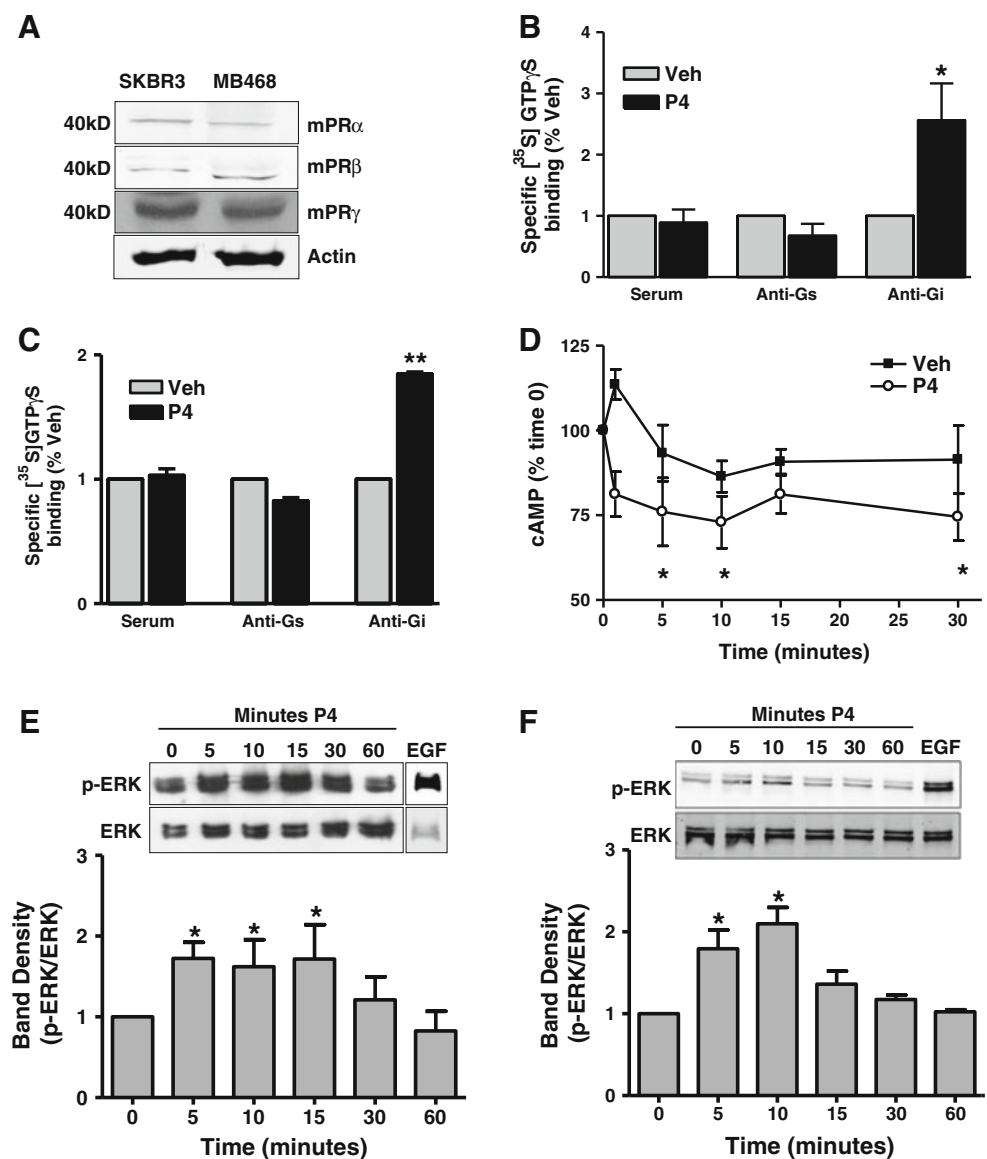 A
SKBR3 MB468
40kD mPRα
40kD mPRβ
40kD mPRγ
Actin
B
Specific [35S] GTPγS
binding (% Veh)
4
3
2
1
0
Veh
P4
*
Serum Anti-Gs Anti-Gi
C
Specific [35S]GTPγS
binding (% Veh)
2
1
0
Veh
P4
**
Serum Anti-Gs Anti-Gi
D
cAMP (% time 0)
125
100
75
50
Veh
P4
* * *
0 5 10 15 20 25 30
Time (minutes)
E
Minutes P4
0 5 10 15 30 60 EGF
p-ERK
ERK
Band Density
(p-ERK/ERK)
3
2
1
0
* * *
0 5 10 15 30 60
Time (minutes)
F
Minutes P4
0 5 10 15 30 60 EGF
p-ERK
ERK
Band Density
(p-ERK/ERK)
3
2
1
0
* *
0 5 10 15 30 60
Time (minutes)